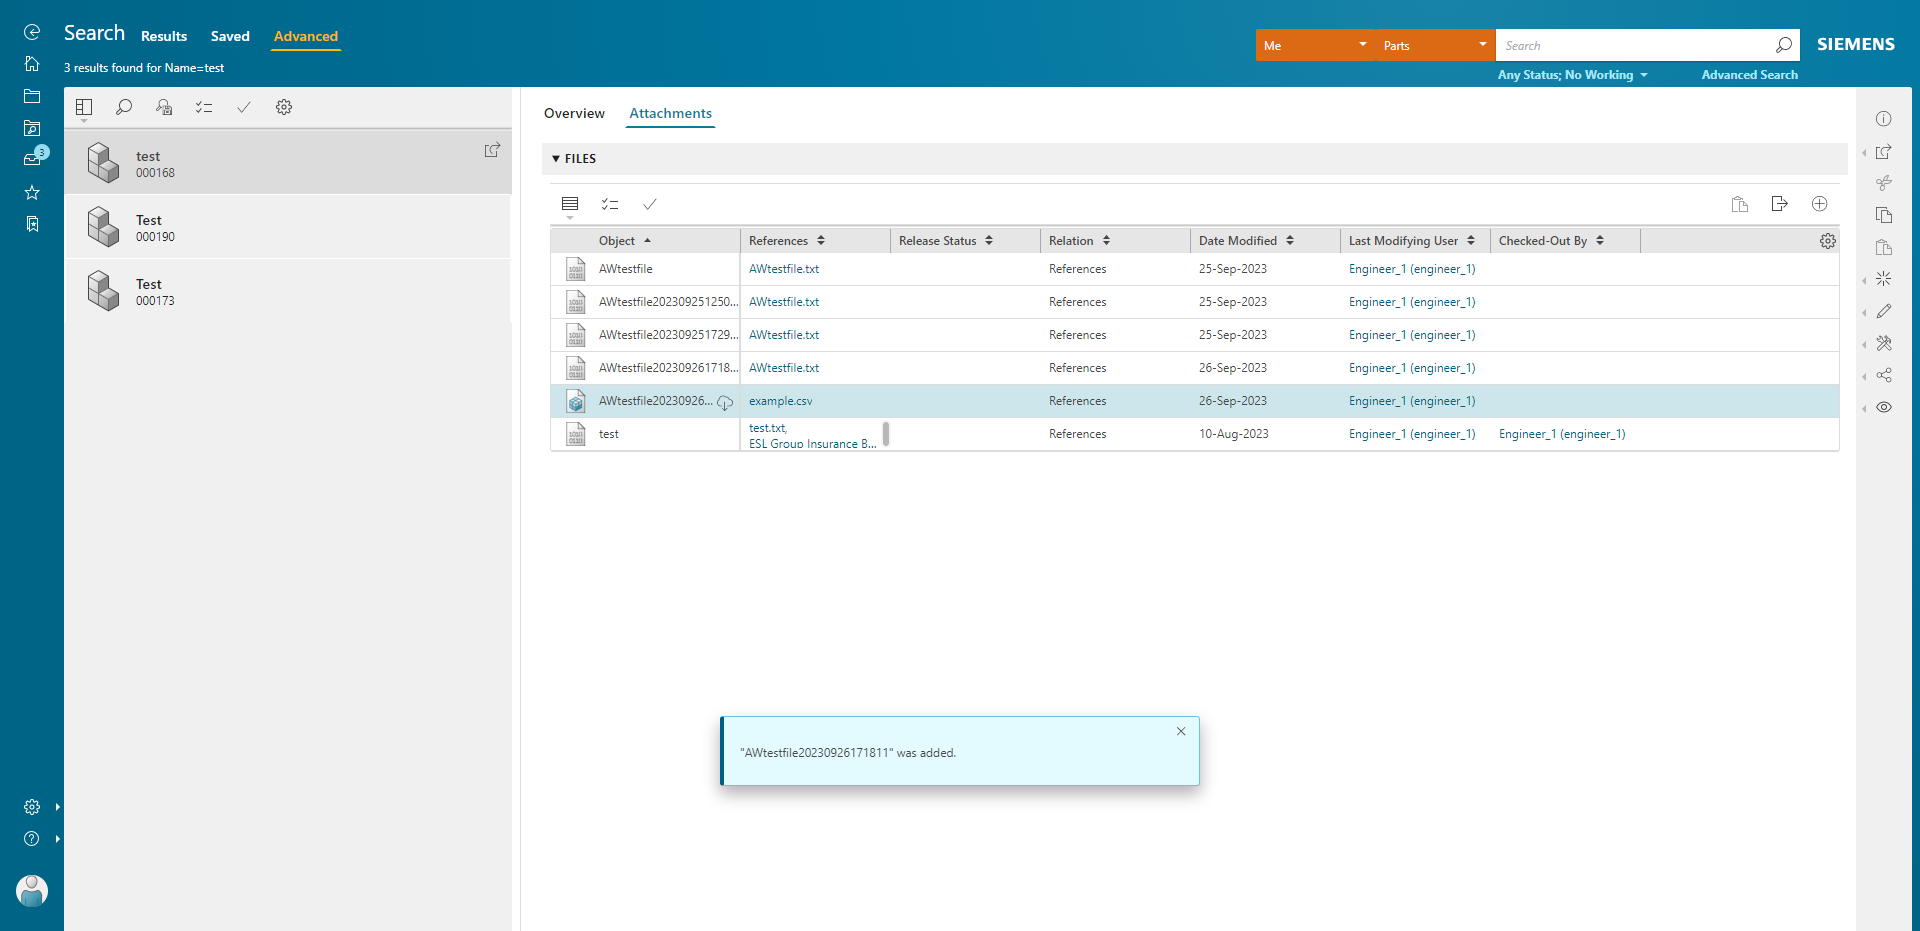 Search Results Saved Advanced
3 results found for Name=test
Me Parts Search SIEMENS
Any Status; No Working Advanced Search
3
test
000168
Test
000190
Test
000173
Overview Attachments
FILES
Object References Release Status Relation Date Modified Last Modifying User Checked-Out By
AWtestfile AWtestfile.txt References 25-Sep-2023 Engineer_1 (engineer_1)
AWtestfile202309251250... AWtestfile.txt References 25-Sep-2023 Engineer_1 (engineer_1)
AWtestfile202309251729... AWtestfile.txt References 25-Sep-2023 Engineer_1 (engineer_1)
AWtestfile202309261718... AWtestfile.txt References 26-Sep-2023 Engineer_1 (engineer_1)
AWtestfile20230926... example.csv References 26-Sep-2023 Engineer_1 (engineer_1)
test test.txt, References 10-Aug-2023 Engineer_1 (engineer_1) Engineer_1 (engineer_1)
ESL Group Insurance B...
"AWtestfile20230926171811" was added.